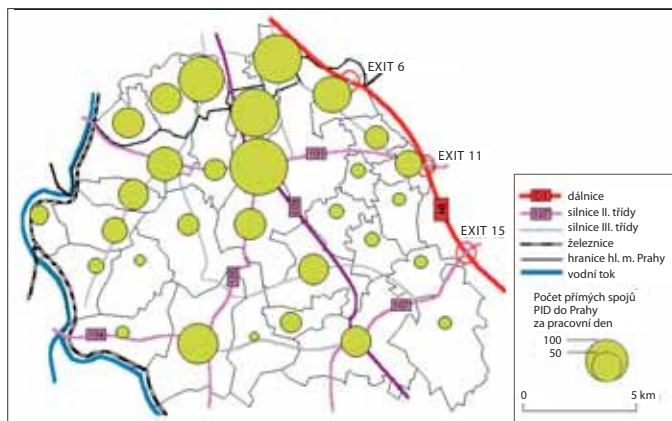 EXIT 6
EXIT 11
EXIT 15
dálnice
silnice II. třídy
silnice III. třídy
železnice
hranice hl. m. Prahy
vodní tok
Počet přímých spojů
PID do Prahy
za pracovní den
100
50
0 5 km